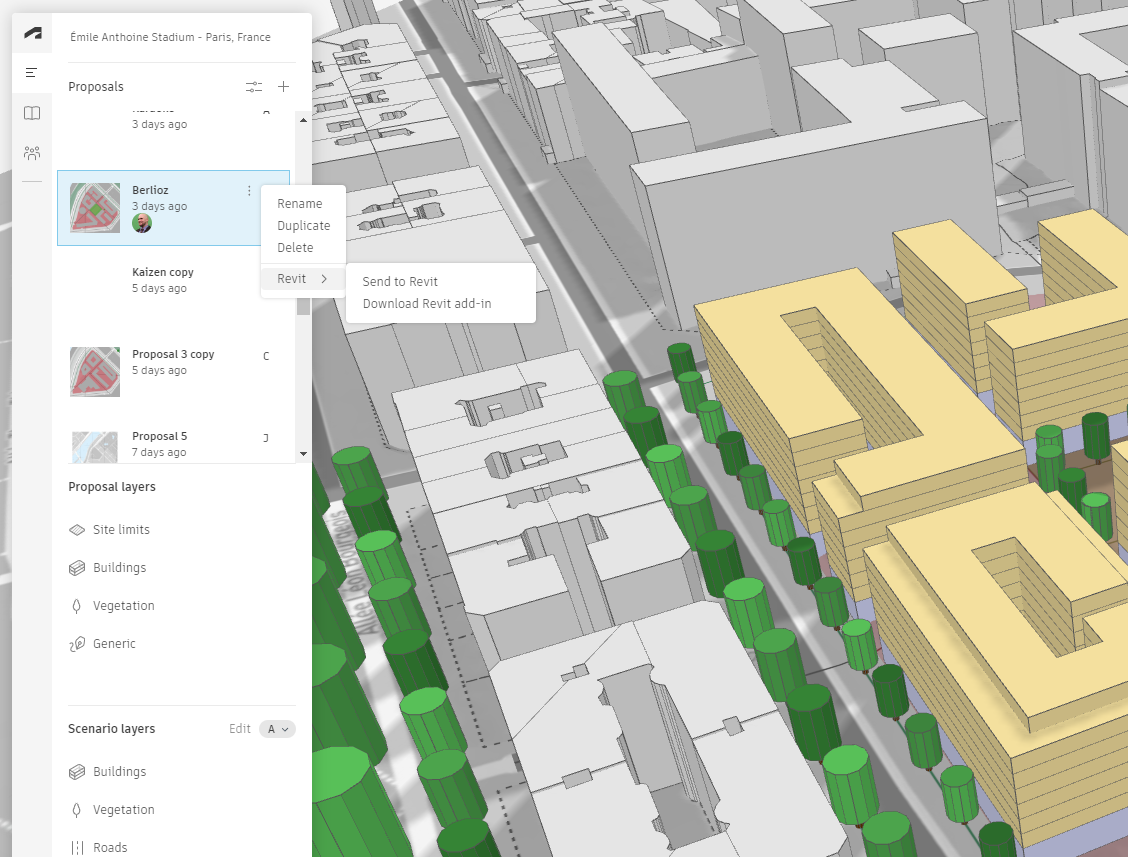 Émile Anthoine Stadium - Paris, France
Proposals
3 days ago
Berlioz
3 days ago
Rename
Duplicate
Delete
Revit
Send to Revit
Download Revit add-in
Kaizen copy
5 days ago
Proposal 3 copy
C
5 days ago
Proposal 5
J
7 days ago
Proposal layers
Site limits
Buildings
Vegetation
Generic
Scenario layers
Edit
A
Buildings
Vegetation
Roads
Allée Léon Bourgeois